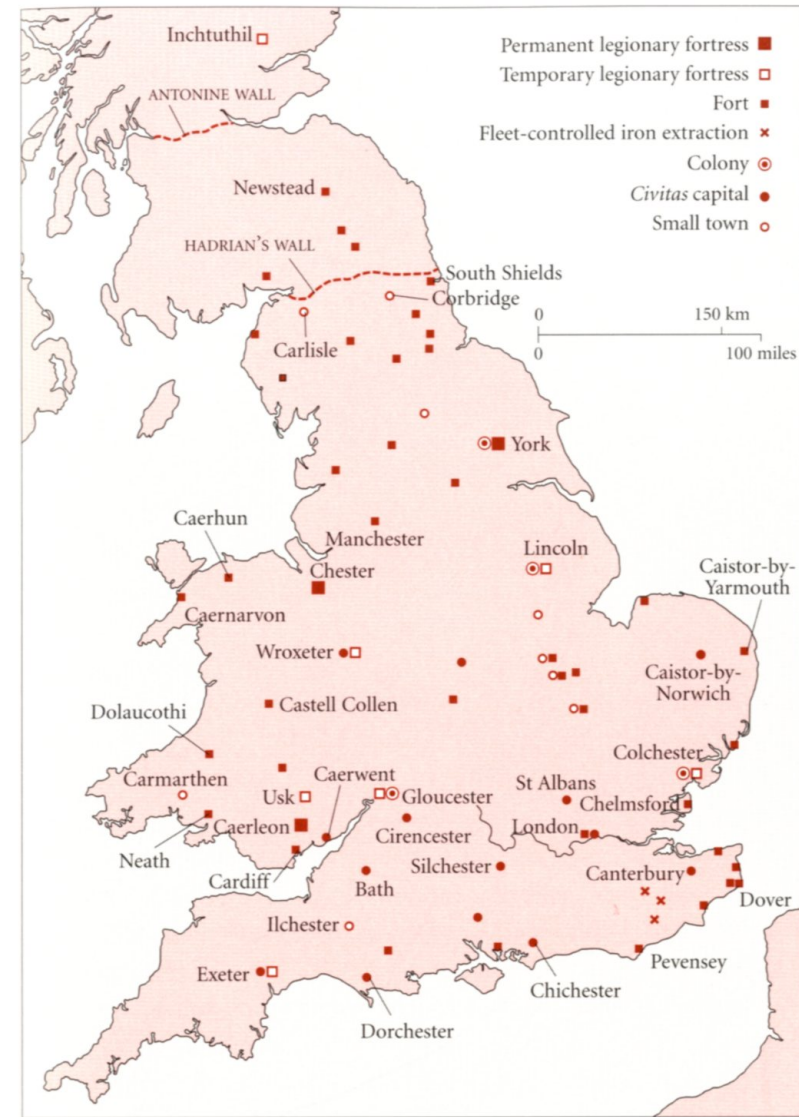 Inchtuthil
ANTONINE WALL
Newstead
HADRIAN'S WALL
South Shields
Corbridge
Carlisle
Permanent legionary fortress
Temporary legionary fortress
Fort
Fleet-controlled iron extraction
Colony
Civitas capital
Small town
0
150 km
0
100 miles
York
Manchester
Caerhun
Chester
Lincoln
Caistor-by-
Yarmouth
Caernarvon
Wroxeter
Caistor-by-
Norwich
Castell Collen
Dolaucothi
Colchester
Carmarthen
Usk
Caerwent
Gloucester
St Albans
Chelmsford
Caerleon
Cirencester
London
Neath
Cardiff
Silchester
Canterbury
Bath
Dover
Ilchester
Pevensey
Exeter
Chichester
Dorchester